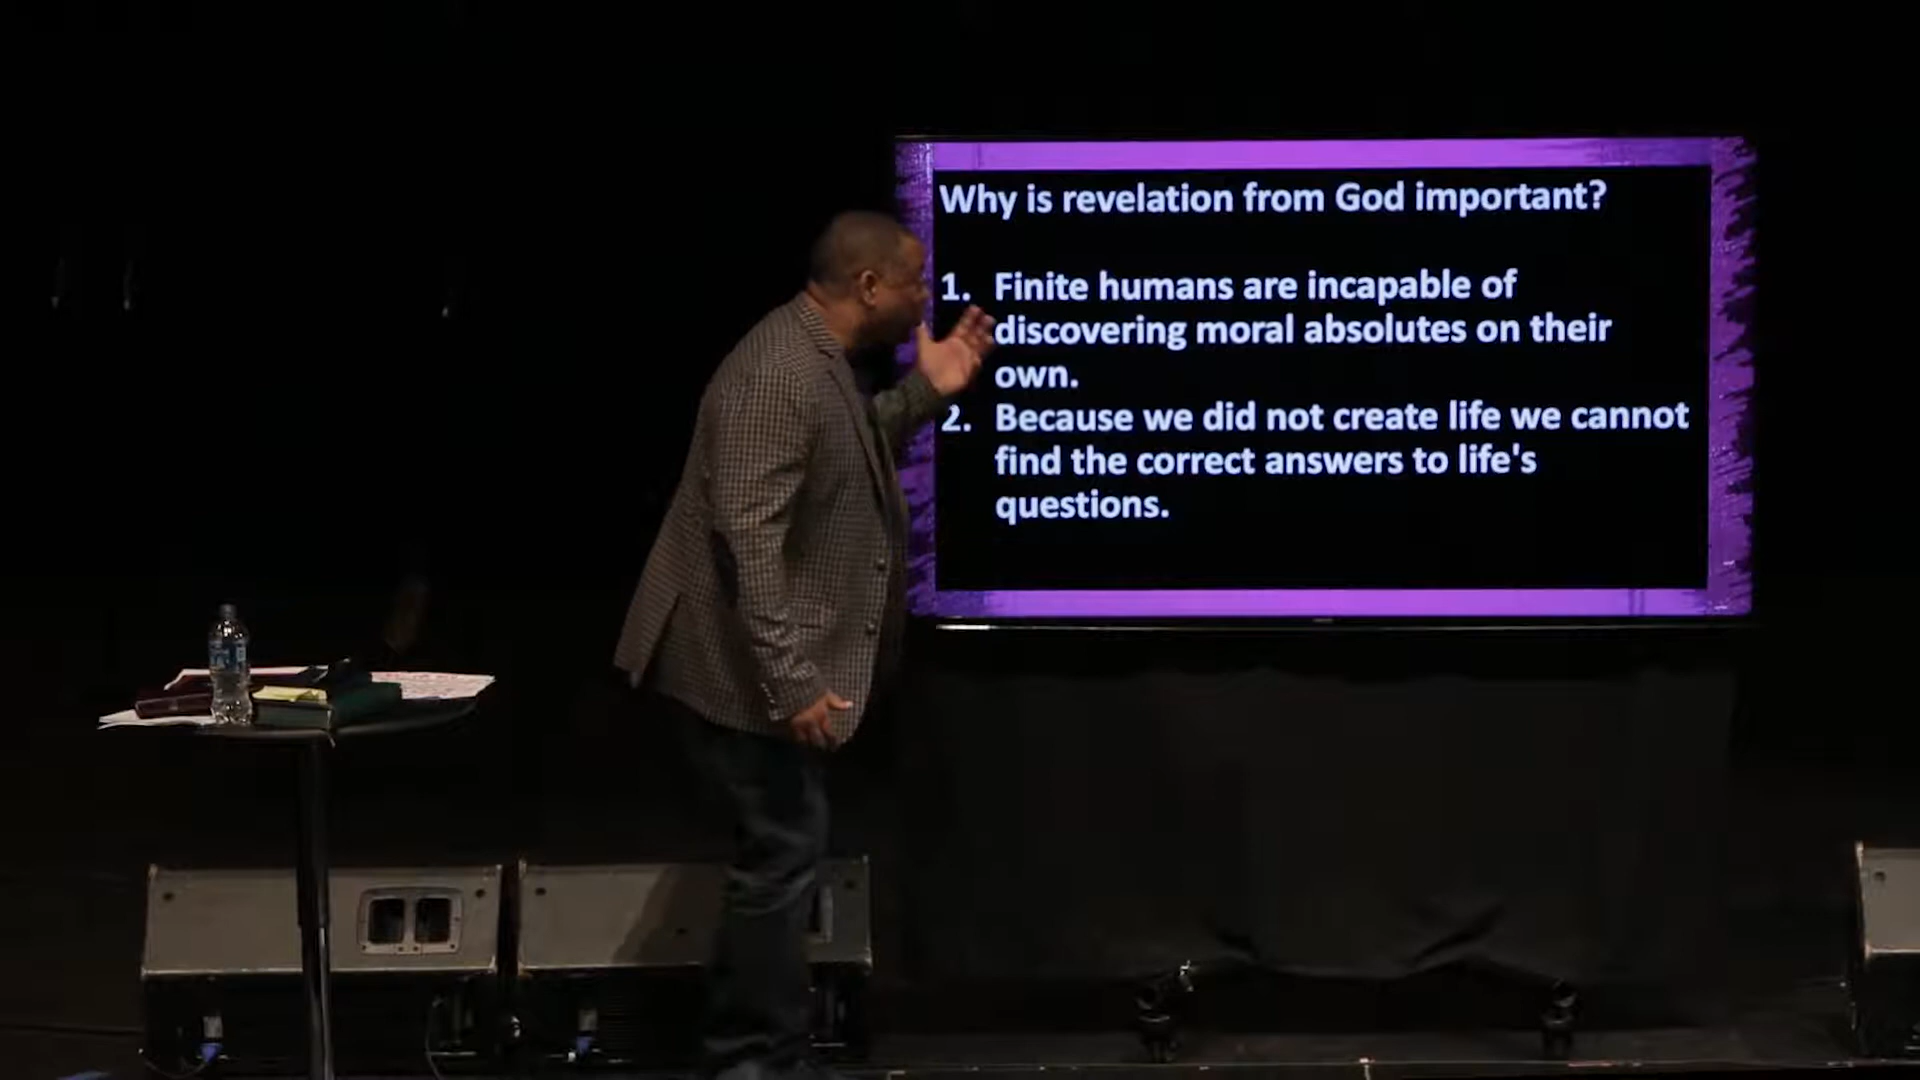 Why is revelation from God important?
1. Finite humans are incapable of
discovering moral absolutes on their
own.
2. Because we did not create life we cannot
find the correct answers to life's
questions.